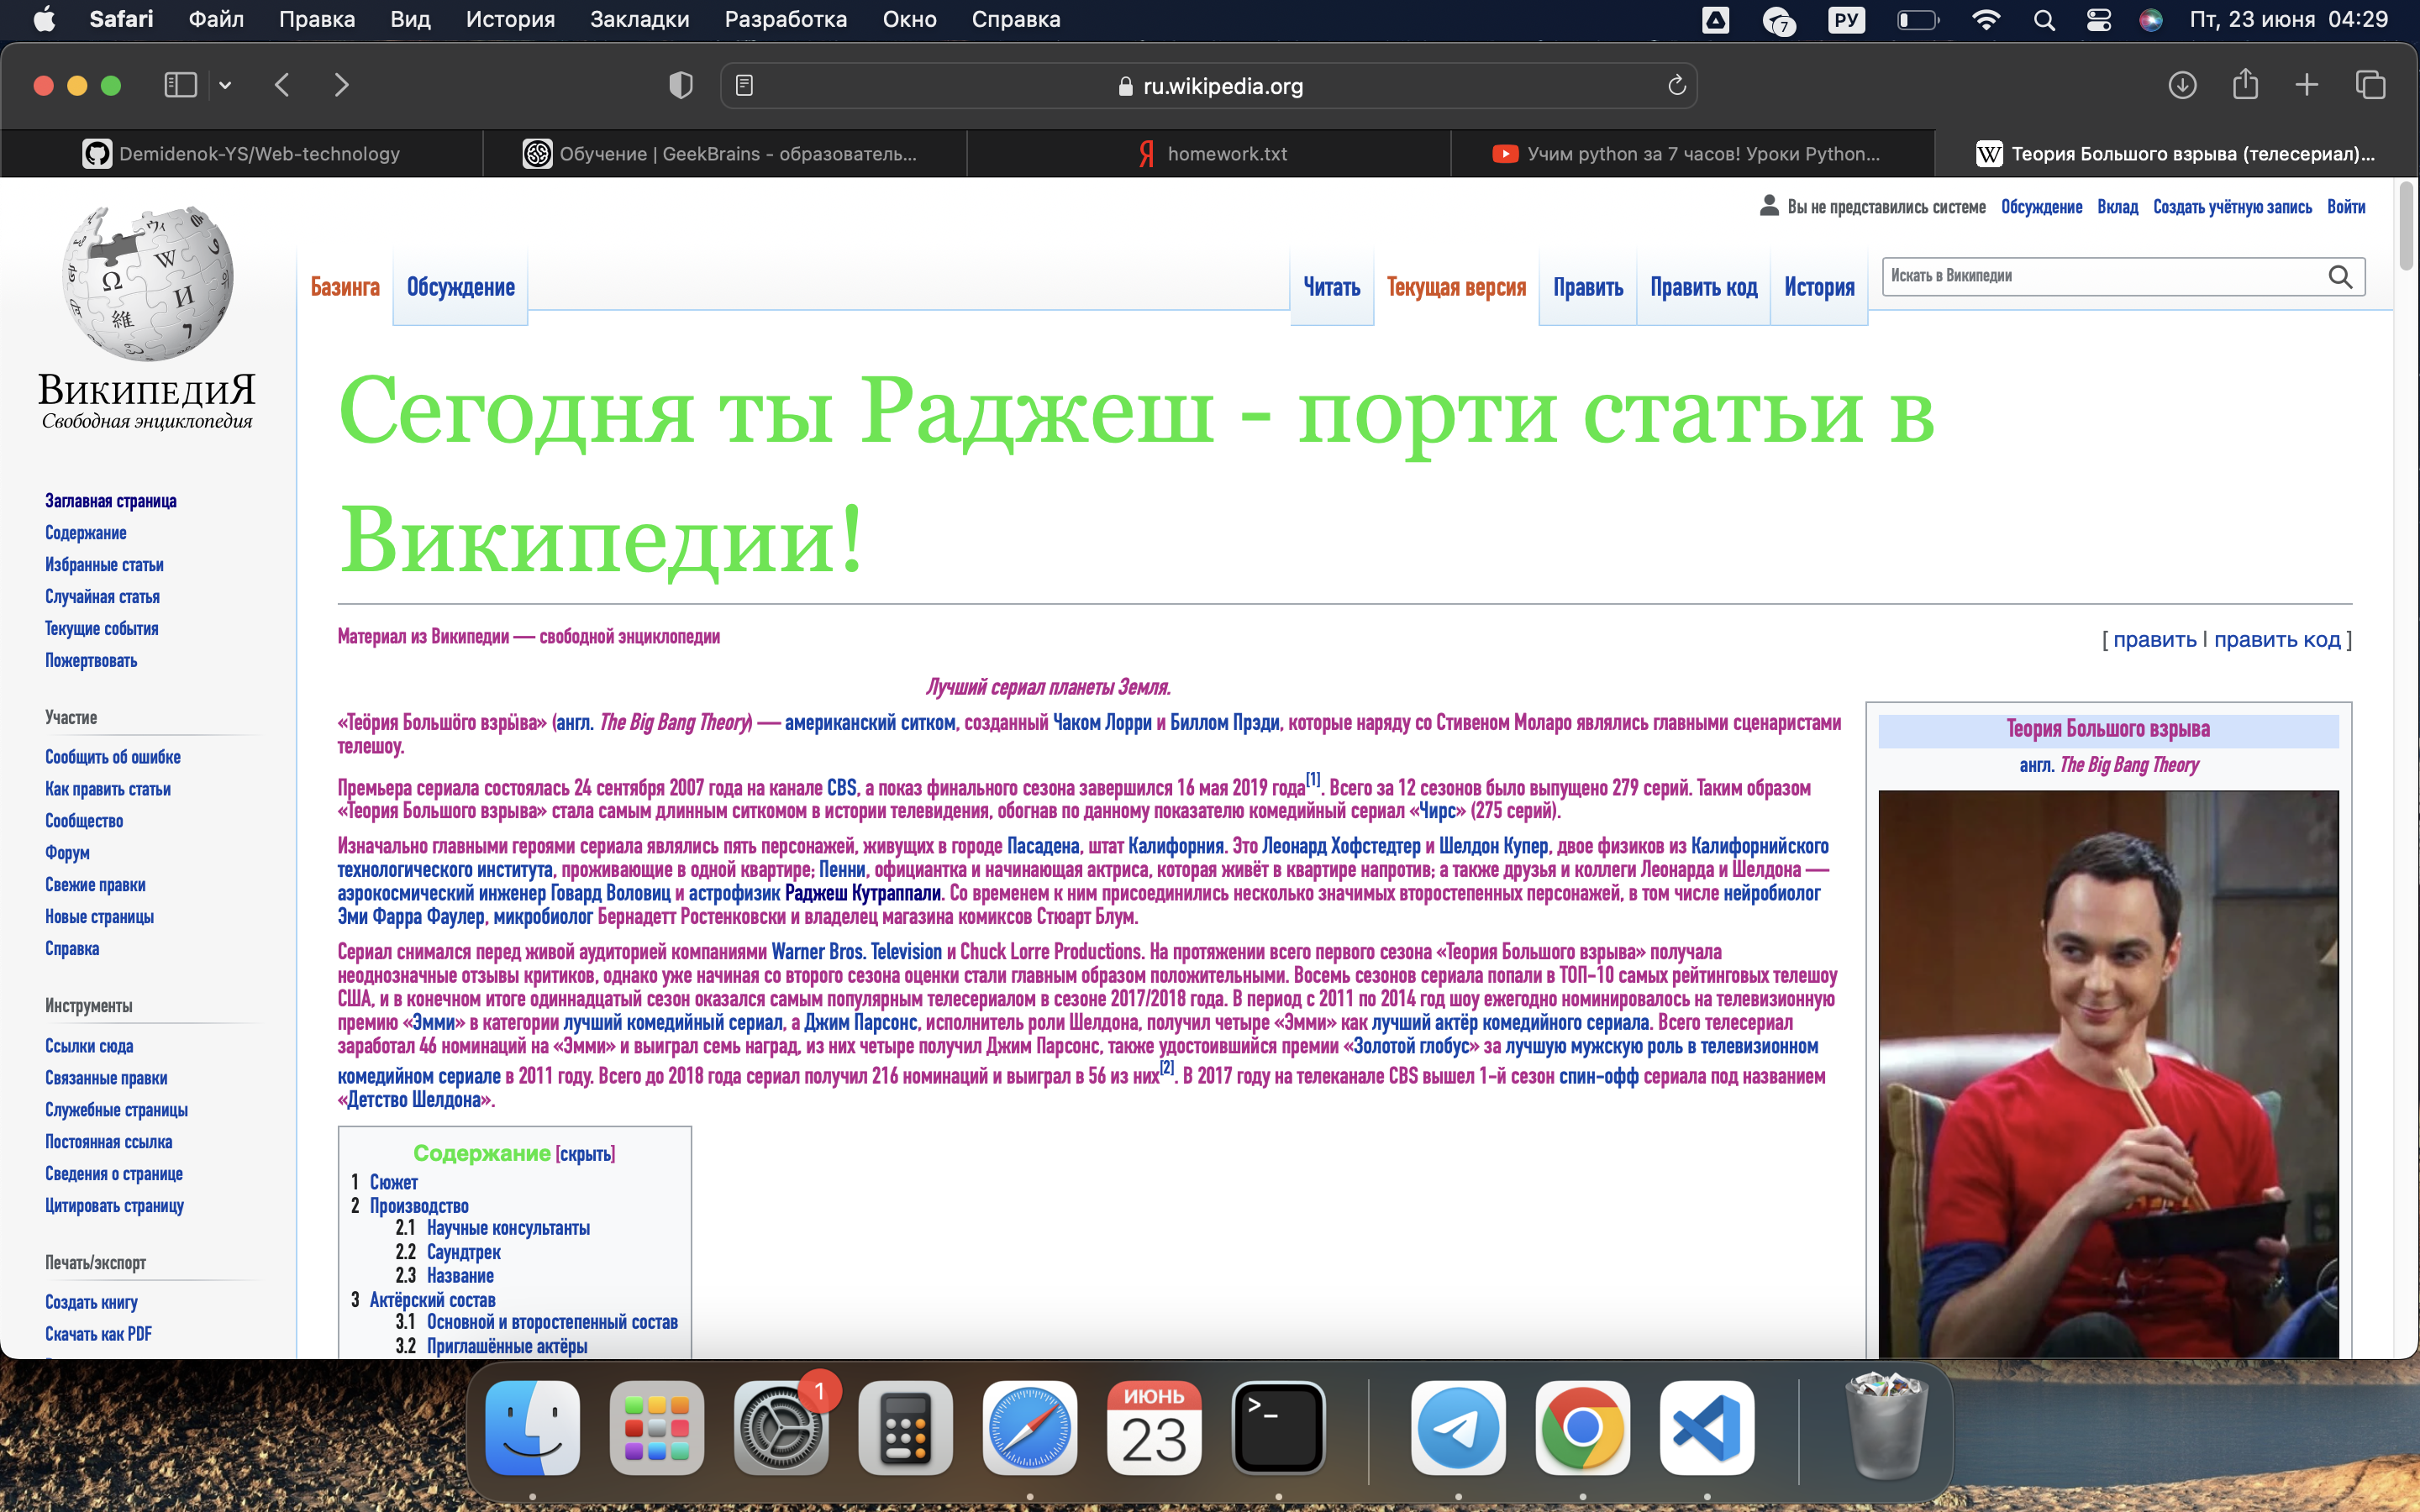 Safari Файл Правка Вид История Закладки Разработка Окно Справка 7 РУ Пт, 23 июня 04:29
ru.wikipedia.org
Demidenok-YS/Web-technology
Обучение | GeekBrains - образователь...
Я homework.txt
Учим python за 7 часов! Уроки Python...
W Теория Большого взрыва (телесериал)...
Вы не представились системе Обсуждение Вклад Создать учётную запись Войти
Базинга Обсуждение Читать Текущая версия Править Править код История Искать в Википедии
ВикипедиЯ
Свободная энциклопедия
Заглавная страница
Содержание
Избранные статьи
Случайная статья
Текущие события
Пожертвовать
Участие
Сообщить об ошибке
Как править статьи
Сообщество
Форум
Свежие правки
Новые страницы
Справка
Инструменты
Ссылки сюда
Связанные правки
Служебные страницы
Постоянная ссылка
Сведения о странице
Цитировать страницу
Печать/экспорт
Создать книгу
Скачать как PDF
Сегодня ты Раджеш - порти статьи в
Википедии!
Материал из Википедии — свободной энциклопедии
[ править | править код ]
Лучший сериал планеты Земля.
«Тео́рия Большо́го взры́ва» (англ. The Big Bang Theory) — американский ситком, созданный Чаком Лорри и Биллом Прэди, которые наряду со Стивеном Моларо являлись главными сценаристами
телешоу.
Премьера сериала состоялась 24 сентября 2007 года на канале CBS, а показ финального сезона завершился 16 мая 2019 года[1]. Всего за 12 сезонов было выпущено 279 серий. Таким образом
«Теория Большого взрыва» стала самым длинным ситкомом в истории телевидения, обогнав по данному показателю комедийный сериал «Чирс» (275 серий).
Изначально главными героями сериала являлись пять персонажей, живущих в городе Пасадена, штат Калифорния. Это Леонард Хофстедтер и Шелдон Купер, двое физиков из Калифорнийского
технологического института, проживающие в одной квартире; Пенни, официантка и начинающая актриса, которая живёт в квартире напротив; а также друзья и коллеги Леонарда и Шелдона —
аэрокосмический инженер Говард Воловиц и астрофизик Раджеш Кутраппали. Со временем к ним присоединились несколько значимых второстепенных персонажей, в том числе нейробиолог
Эми Фарра Фаулер, микробиолог Бернадетт Ростенковски и владелец магазина комиксов Стюарт Блум.
Сериал снимался перед живой аудиторией компаниями Warner Bros. Television и Chuck Lorre Productions. На протяжении всего первого сезона «Теория Большого взрыва» получала
неоднозначные отзывы критиков, однако уже начиная со второго сезона оценки стали главным образом положительными. Восемь сезонов сериала попали в ТОП-10 самых рейтинговых телешоу
США, и в конечном итоге одиннадцатый сезон оказался самым популярным телесериалом в сезоне 2017/2018 года. В период с 2011 по 2014 год шоу ежегодно номинировалось на телевизионную
премию «Эмми» в категории лучший комедийный сериал, а Джим Парсонс, исполнитель роли Шелдона, получил четыре «Эмми» как лучший актёр комедийного сериала. Всего телесериал
заработал 46 номинаций на «Эмми» и выиграл семь наград, из них четыре получил Джим Парсонс, также удостоившийся премии «Золотой глобус» за лучшую мужскую роль в телевизионном
комедийном сериале в 2011 году. Всего до 2018 года сериал получил 216 номинаций и выиграл в 56 из них[2]. В 2017 году на телеканале CBS вышел 1-й сезон спин-офф сериала под названием
«Детство Шелдона».
Теория Большого взрыва
англ. The Big Bang Theory
Содержание [скрыть]
1 Сюжет
2 Производство
2.1 Научные консультанты
2.2 Саундтрек
2.3 Название
3 Актёрский состав
3.1 Основной и второстепенный состав
3.2 Приглашённые актёры
1
ИЮНЬ
23
>_